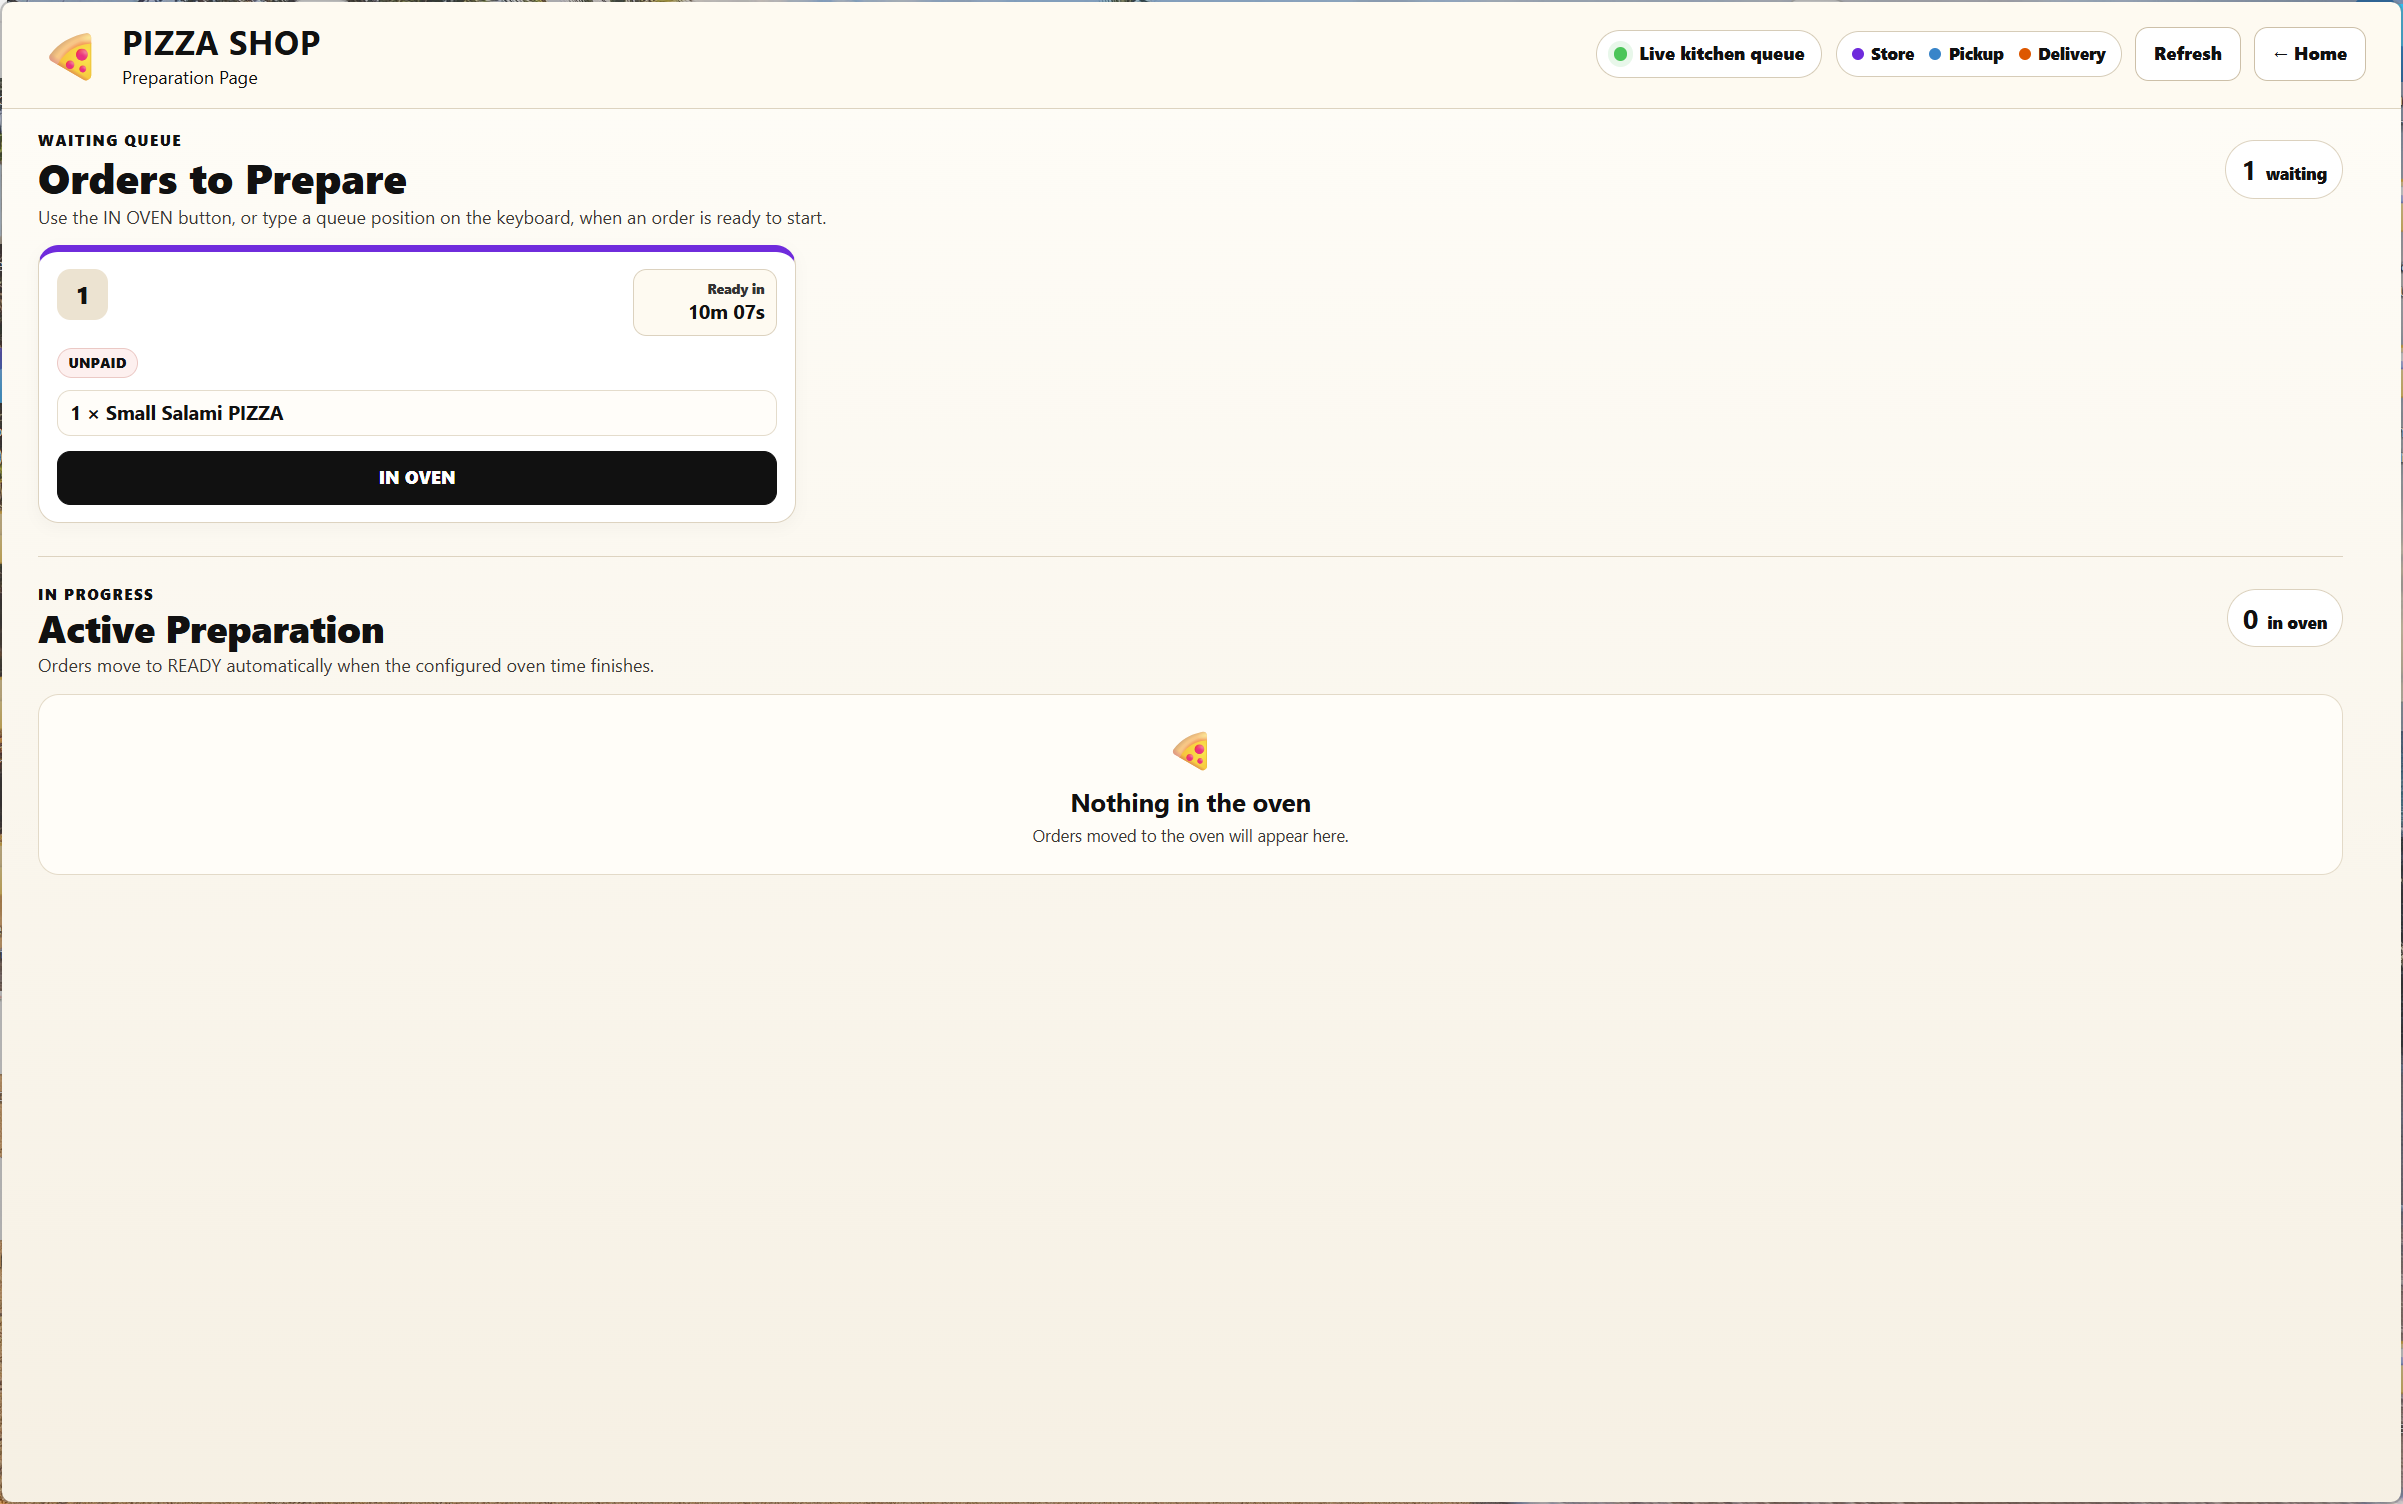 PIZZA SHOP
Preparation Page
Live kitchen queue
Store Pickup Delivery
Refresh
← Home
WAITING QUEUE
Orders to Prepare
Use the IN OVEN button, or type a queue position on the keyboard, when an order is ready to start.
1 waiting
1
Ready in
10m 07s
UNPAID
1 × Small Salami PIZZA
IN OVEN
IN PROGRESS
Active Preparation
Orders move to READY automatically when the configured oven time finishes.
0 in oven
Nothing in the oven
Orders moved to the oven will appear here.